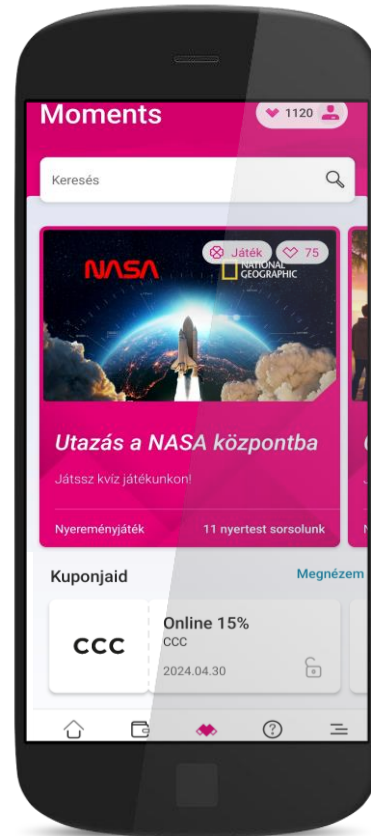 Moments
1120
Keresés
Játék
75
NASA
NATIONAL
GEOGRAPHIC
Utazás a NASA központba
Játssz kvíz játékunkon!
Nyereményjáték
11 nyertest sorsolunk
Kuponjaid
Megnézem
CCC
Online 15%
CCC
2024.04.30